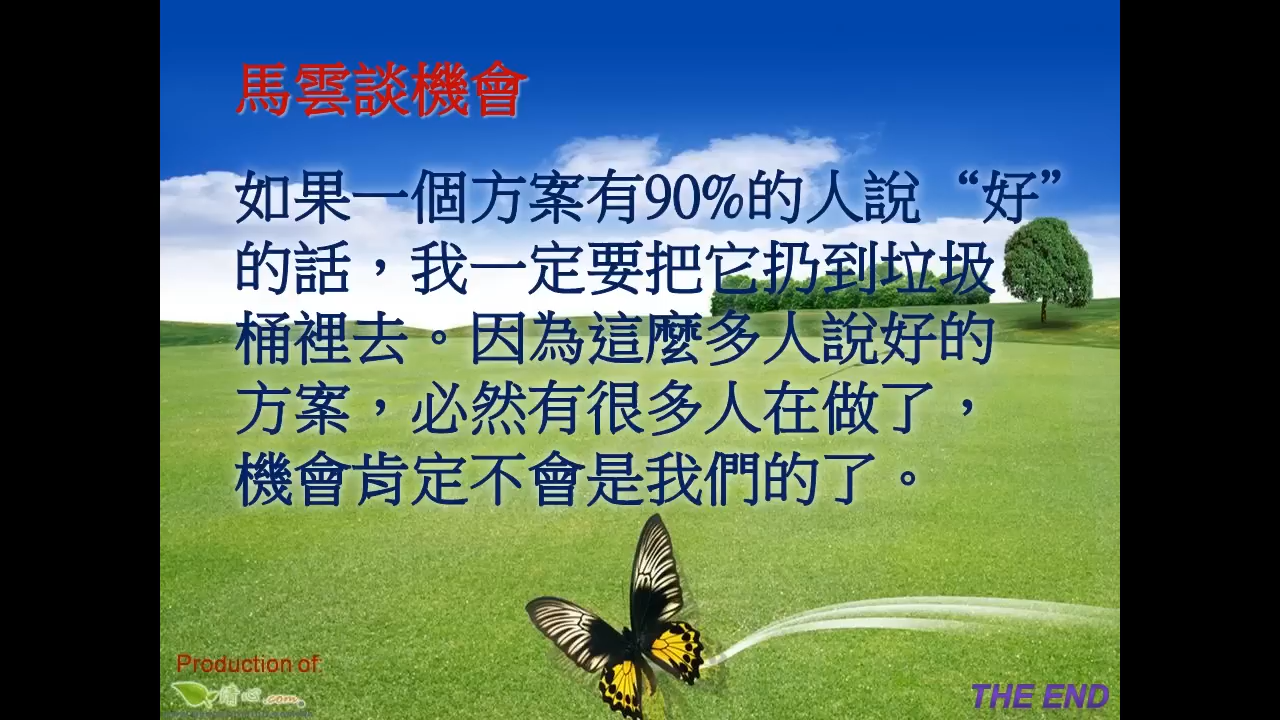 馬雲談機會
如果一個方案有90%的人說“好”
的話，我一定要把它扔到垃圾
桶裡去。因為這麼多人說好的
方案，必然有很多人在做了，
機會肯定不會是我們的了。
Production of:
清心.com
THE END